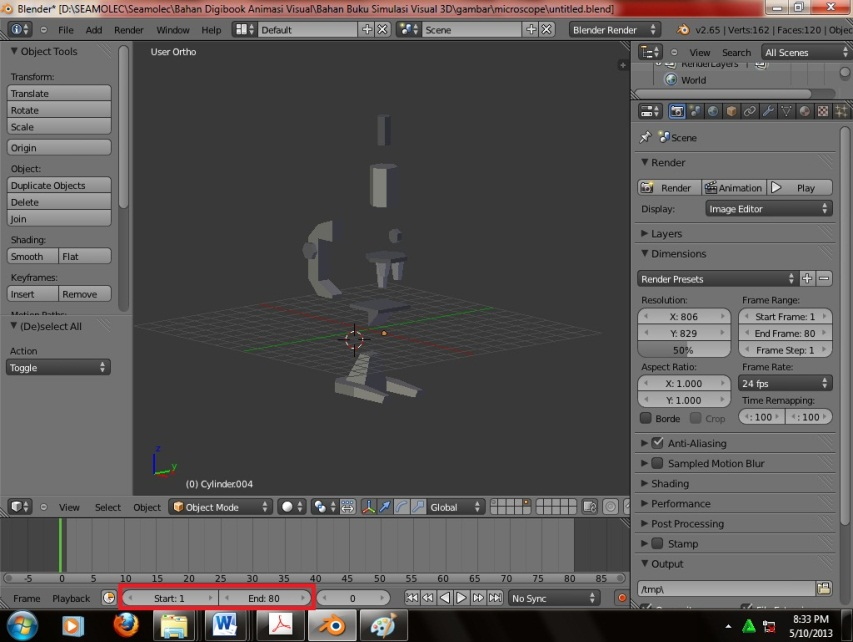 Blender* [D:\SEAMOLEC\Seamolec\Bahan Digibook Animasi Visual\Bahan Buku Simulasi Visual 3D\gambar\microscope\untitled.blend]
File Add Render Window Help Default Scene Blender Render v2.65 | Verts:162 | Faces:120 | Objec
Object Tools
Transform:
Translate
Rotate
Scale
Origin
Object:
Duplicate Objects
Delete
Join
Shading:
Smooth Flat
Keyframes:
Insert Remove
Motion Paths:
(De)select All
Action
Toggle
User Ortho
z
y
(0) Cylinder.004
View Search All Scenes
RenderLayers
World
Scene
Render
Render Animation Play
Display: Image Editor
Layers
Dimensions
Render Presets
Resolution: Frame Range:
X: 806 Start Frame: 1
Y: 829 End Frame: 80
50% Frame Step: 1
Aspect Ratio: Frame Rate:
X: 1.000 24 fps
Y: 1.000 Time Remapping:
Borde Crop : 100 : 100
Anti-Aliasing
Sampled Motion Blur
Shading
Performance
Post Processing
Stamp
Output
/tmp\
View Select Object Object Mode Global
-5 0 5 10 15 20 25 30 35 40 45 50 55 60 65 70 75 80 85
Frame Playback Start: 1 End: 80 0 No Sync
8:33 PM
5/10/2013